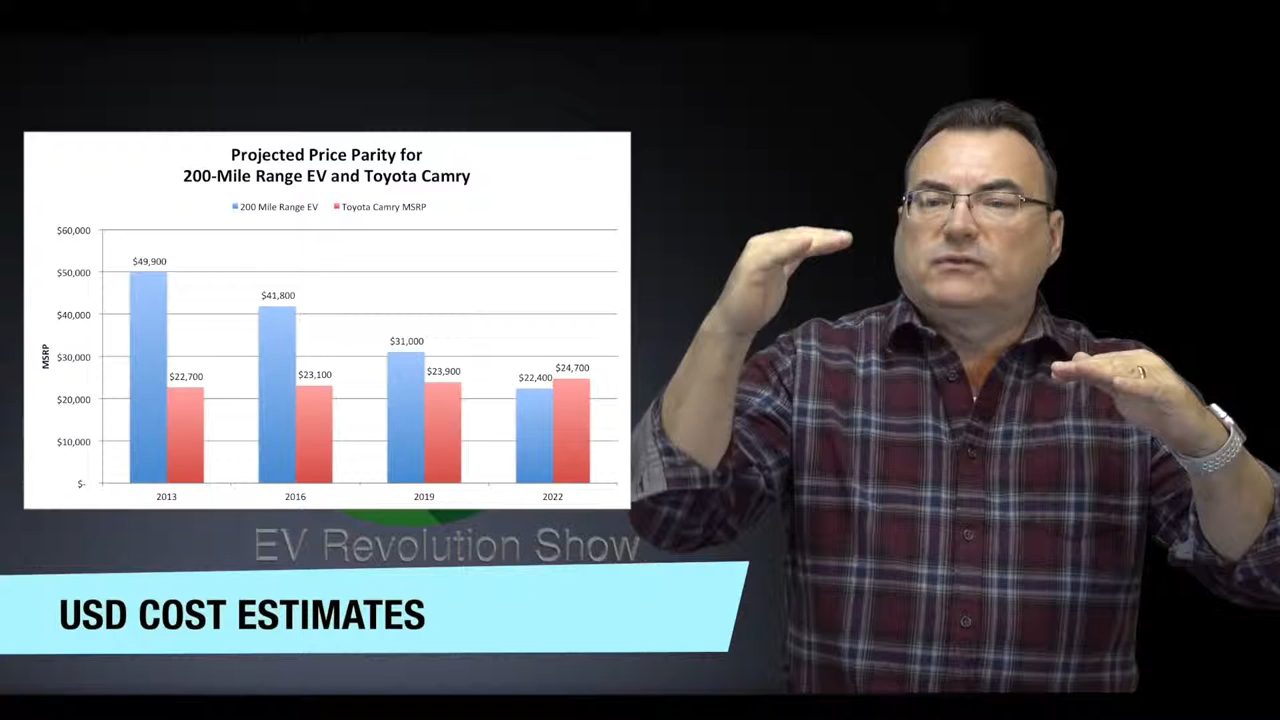 Projected Price Parity for
200-Mile Range EV and Toyota Camry
200 Mile Range EV Toyota Camry MSRP
$60,000
$50,000
$40,000
$30,000
$20,000
$10,000
$-
MSRP
$49,900
$22,700
$41,800
$23,100
$31,000
$23,900
$22,400
$24,700
2013 2016 2019 2022
EV Revolution Show
USD COST ESTIMATES